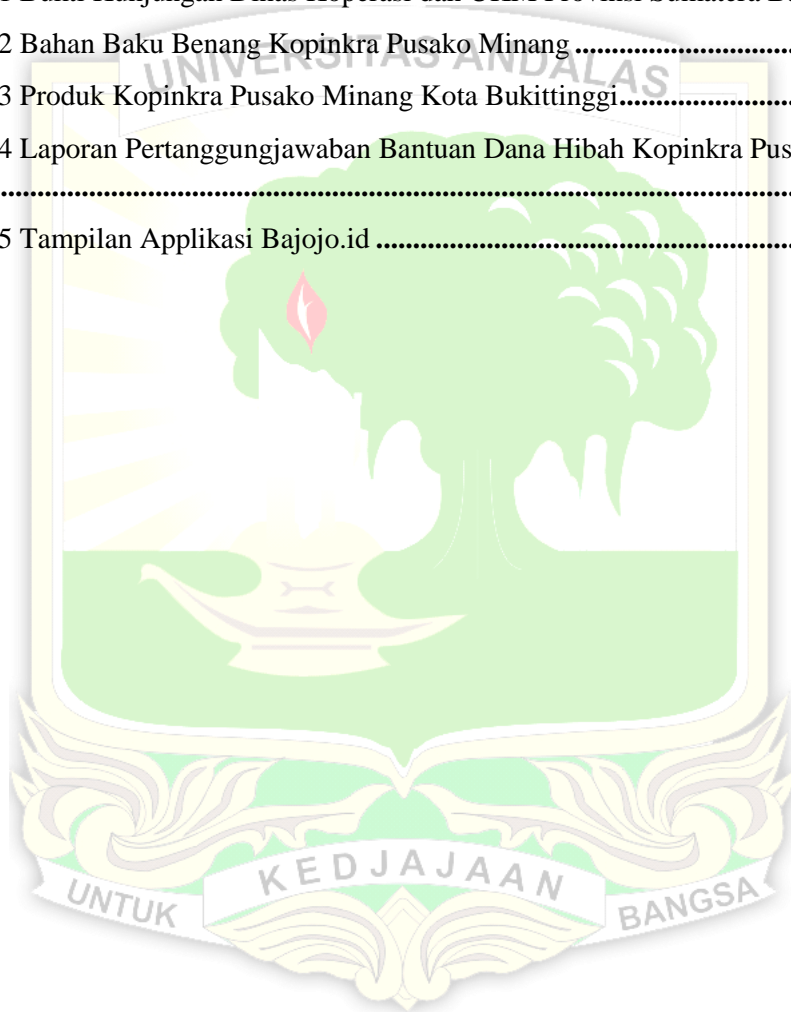 2 Bahan Baku Benang Kopinkra Pusako Minang ..............................
UNIVERSITAS ANDALAS
3 Produk Kopinkra Pusako Minang Kota Bukittinggi........................
4 Laporan Pertanggungjawaban Bantuan Dana Hibah Kopinkra Pus
................................................................................................................
5 Tampilan Applikasi Bajojo.id .........................................................
UNTUK KEDJAJAAN BANGSA